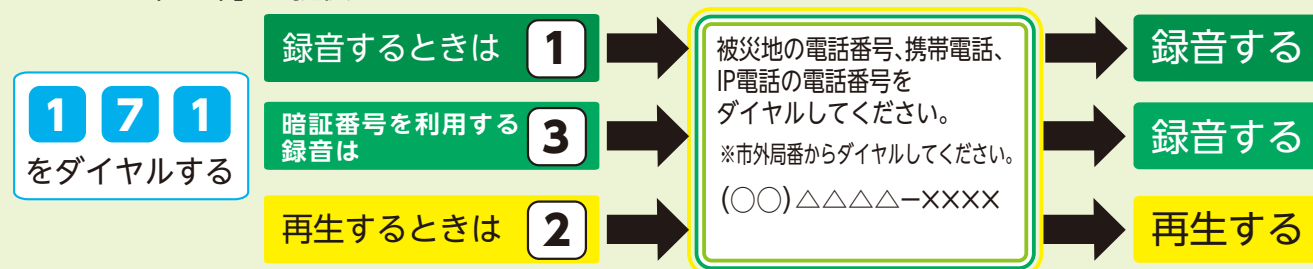 171
をダイヤルする
録音するときは 1
暗証番号を利用する
録音は 3
再生するときは 2
被災地の電話番号、携帯電話、
IP電話の電話番号を
ダイヤルしてください。
※市外局番からダイヤルしてください。
(○○)△△△△−××××
録音する
録音する
再生する